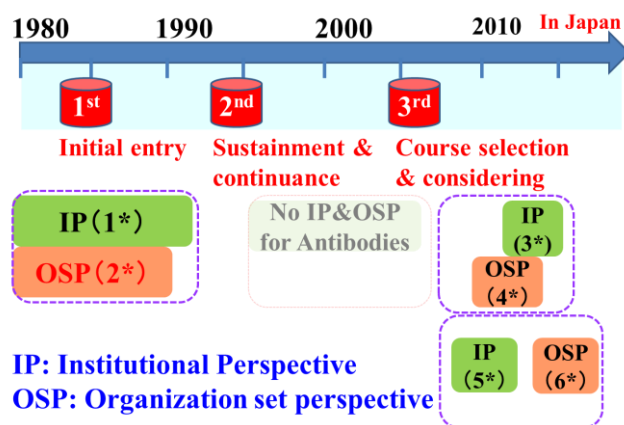 1980 1990 2000 2010 In Japan
1st 2nd 3rd
Initial entry Sustainment & Course selection
continuance & considering
IP(1*)
OSP(2*)
No IP&OSP
for Antibodies
IP
(3*)
OSP
(4*)
IP
(5*)
OSP
(6*)
IP: Institutional Perspective
OSP: Organization set perspective